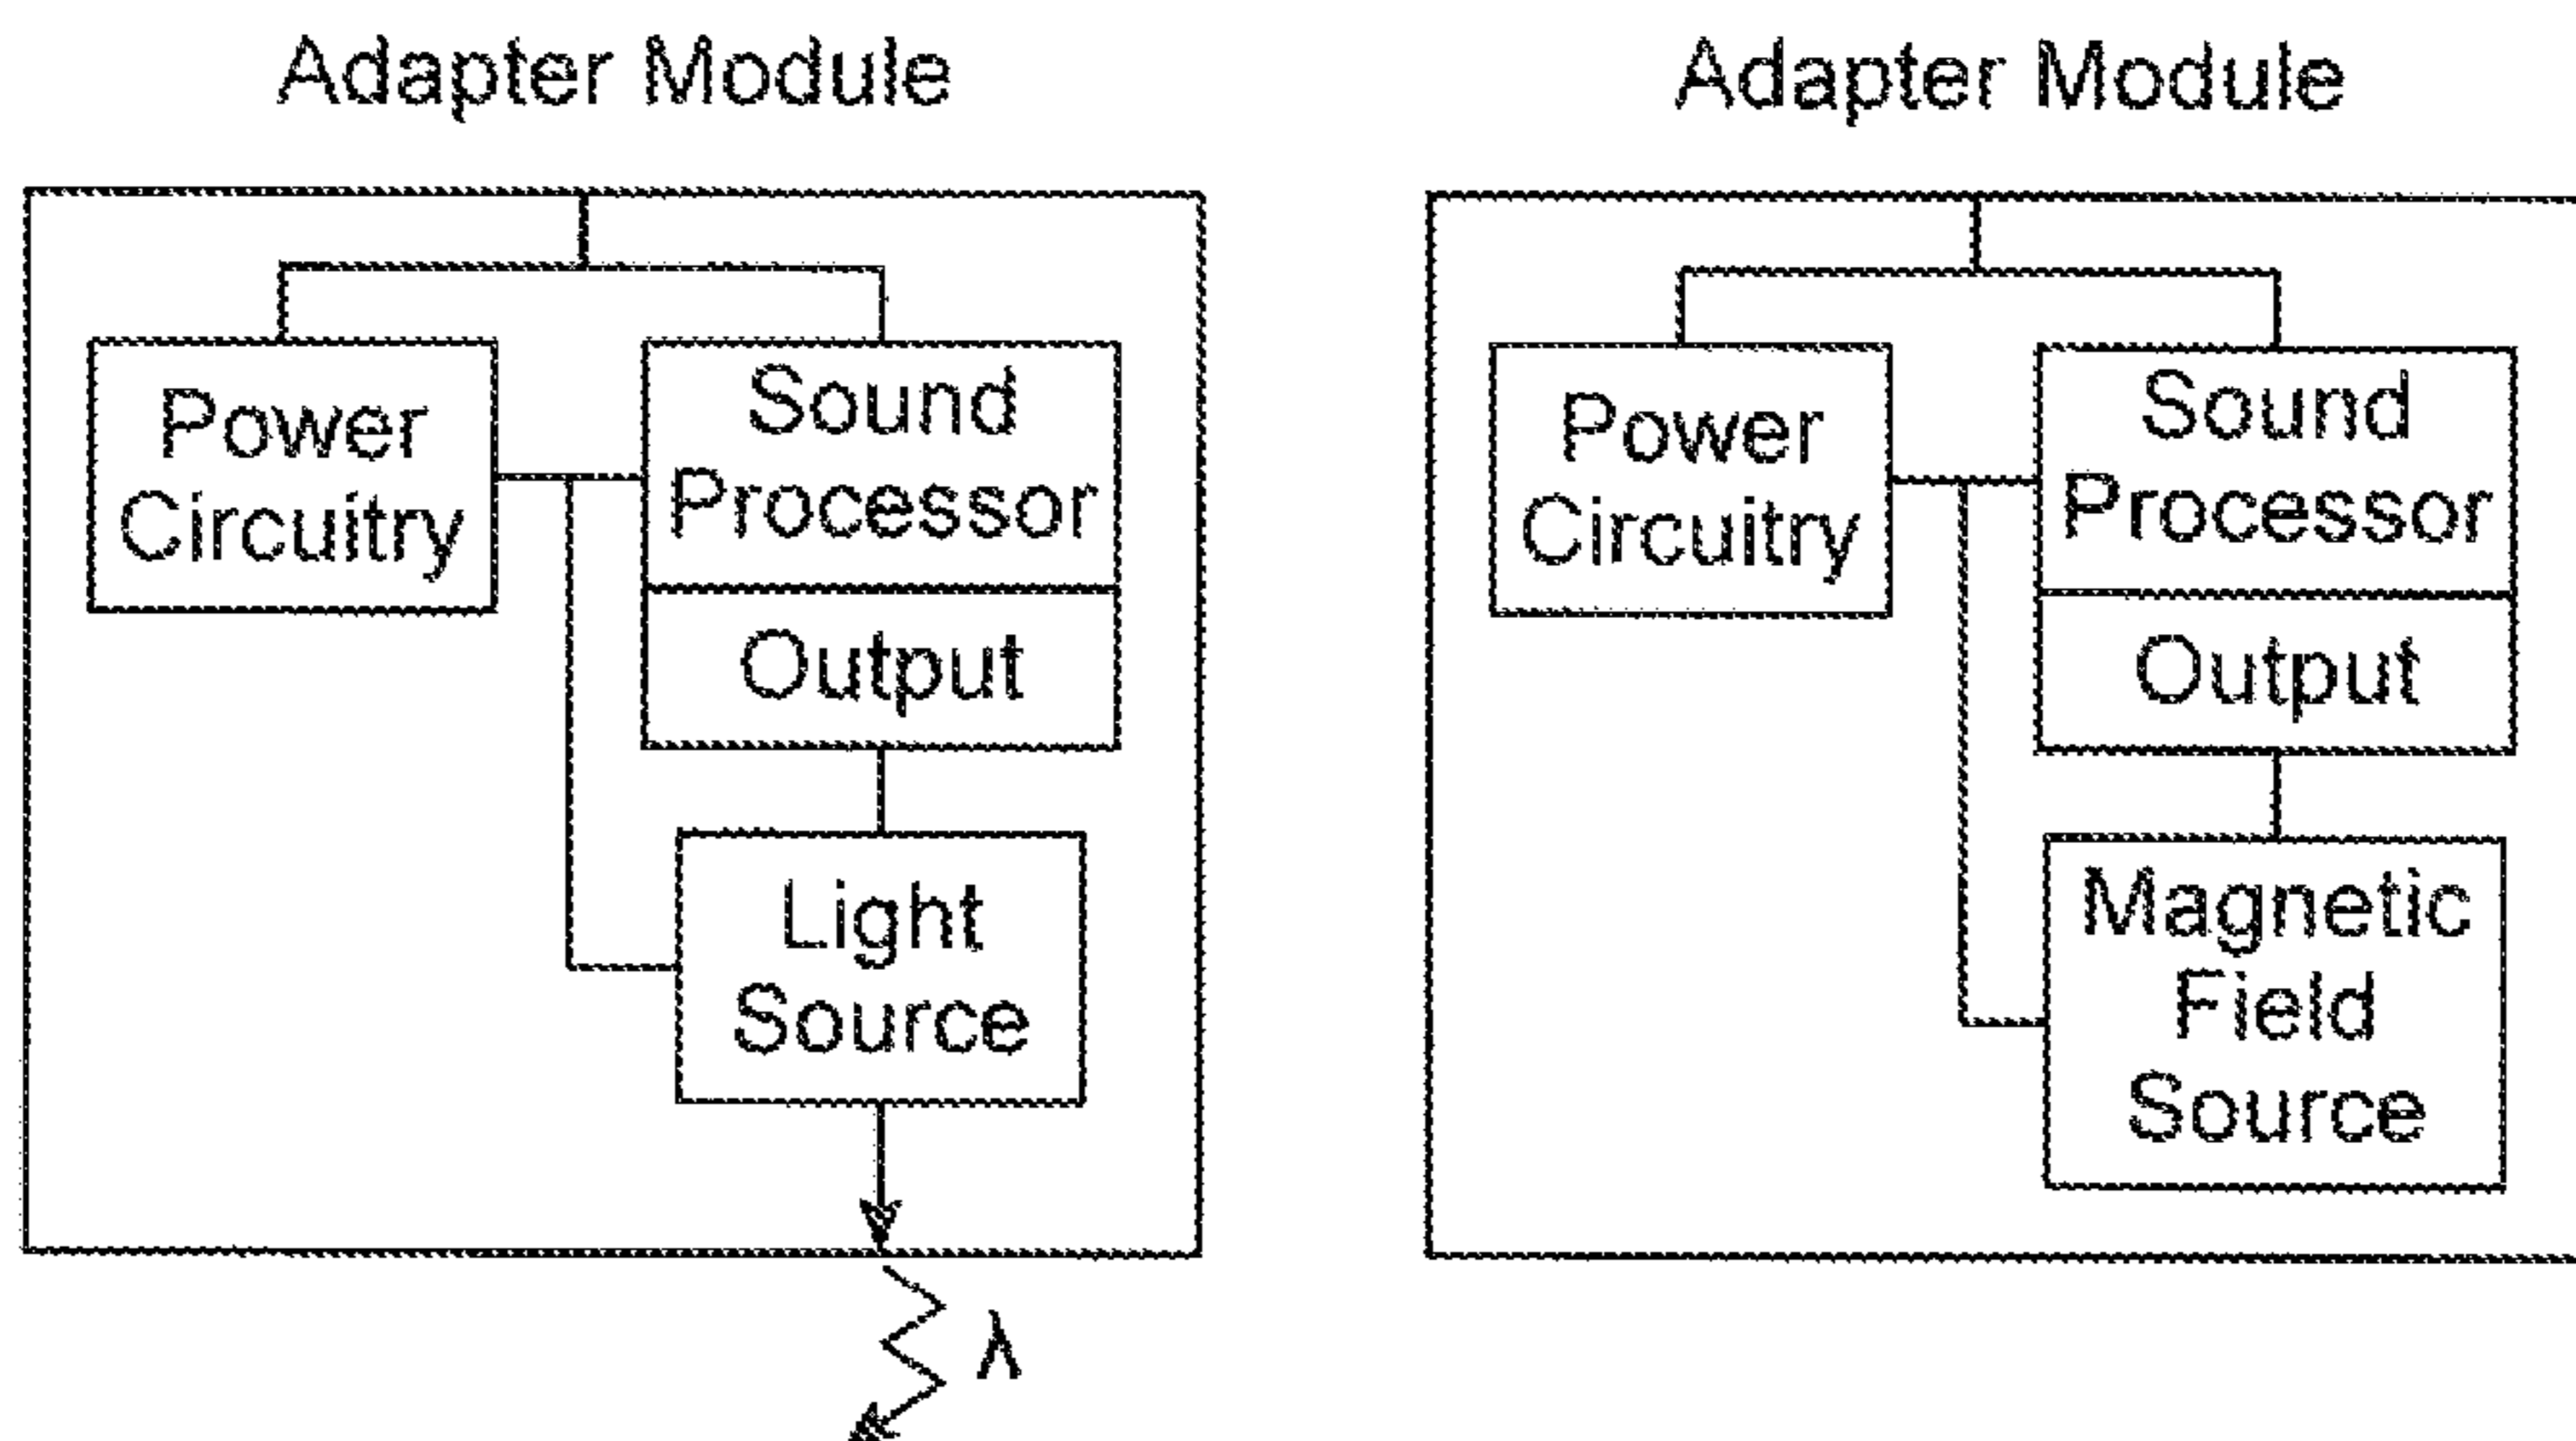 Adapter Module
Power
Circuitry
Sound
Processor
Output
Light
Source
λ
Adapter Module
Power
Circuitry
Sound
Processor
Output
Magnetic
Field
Source